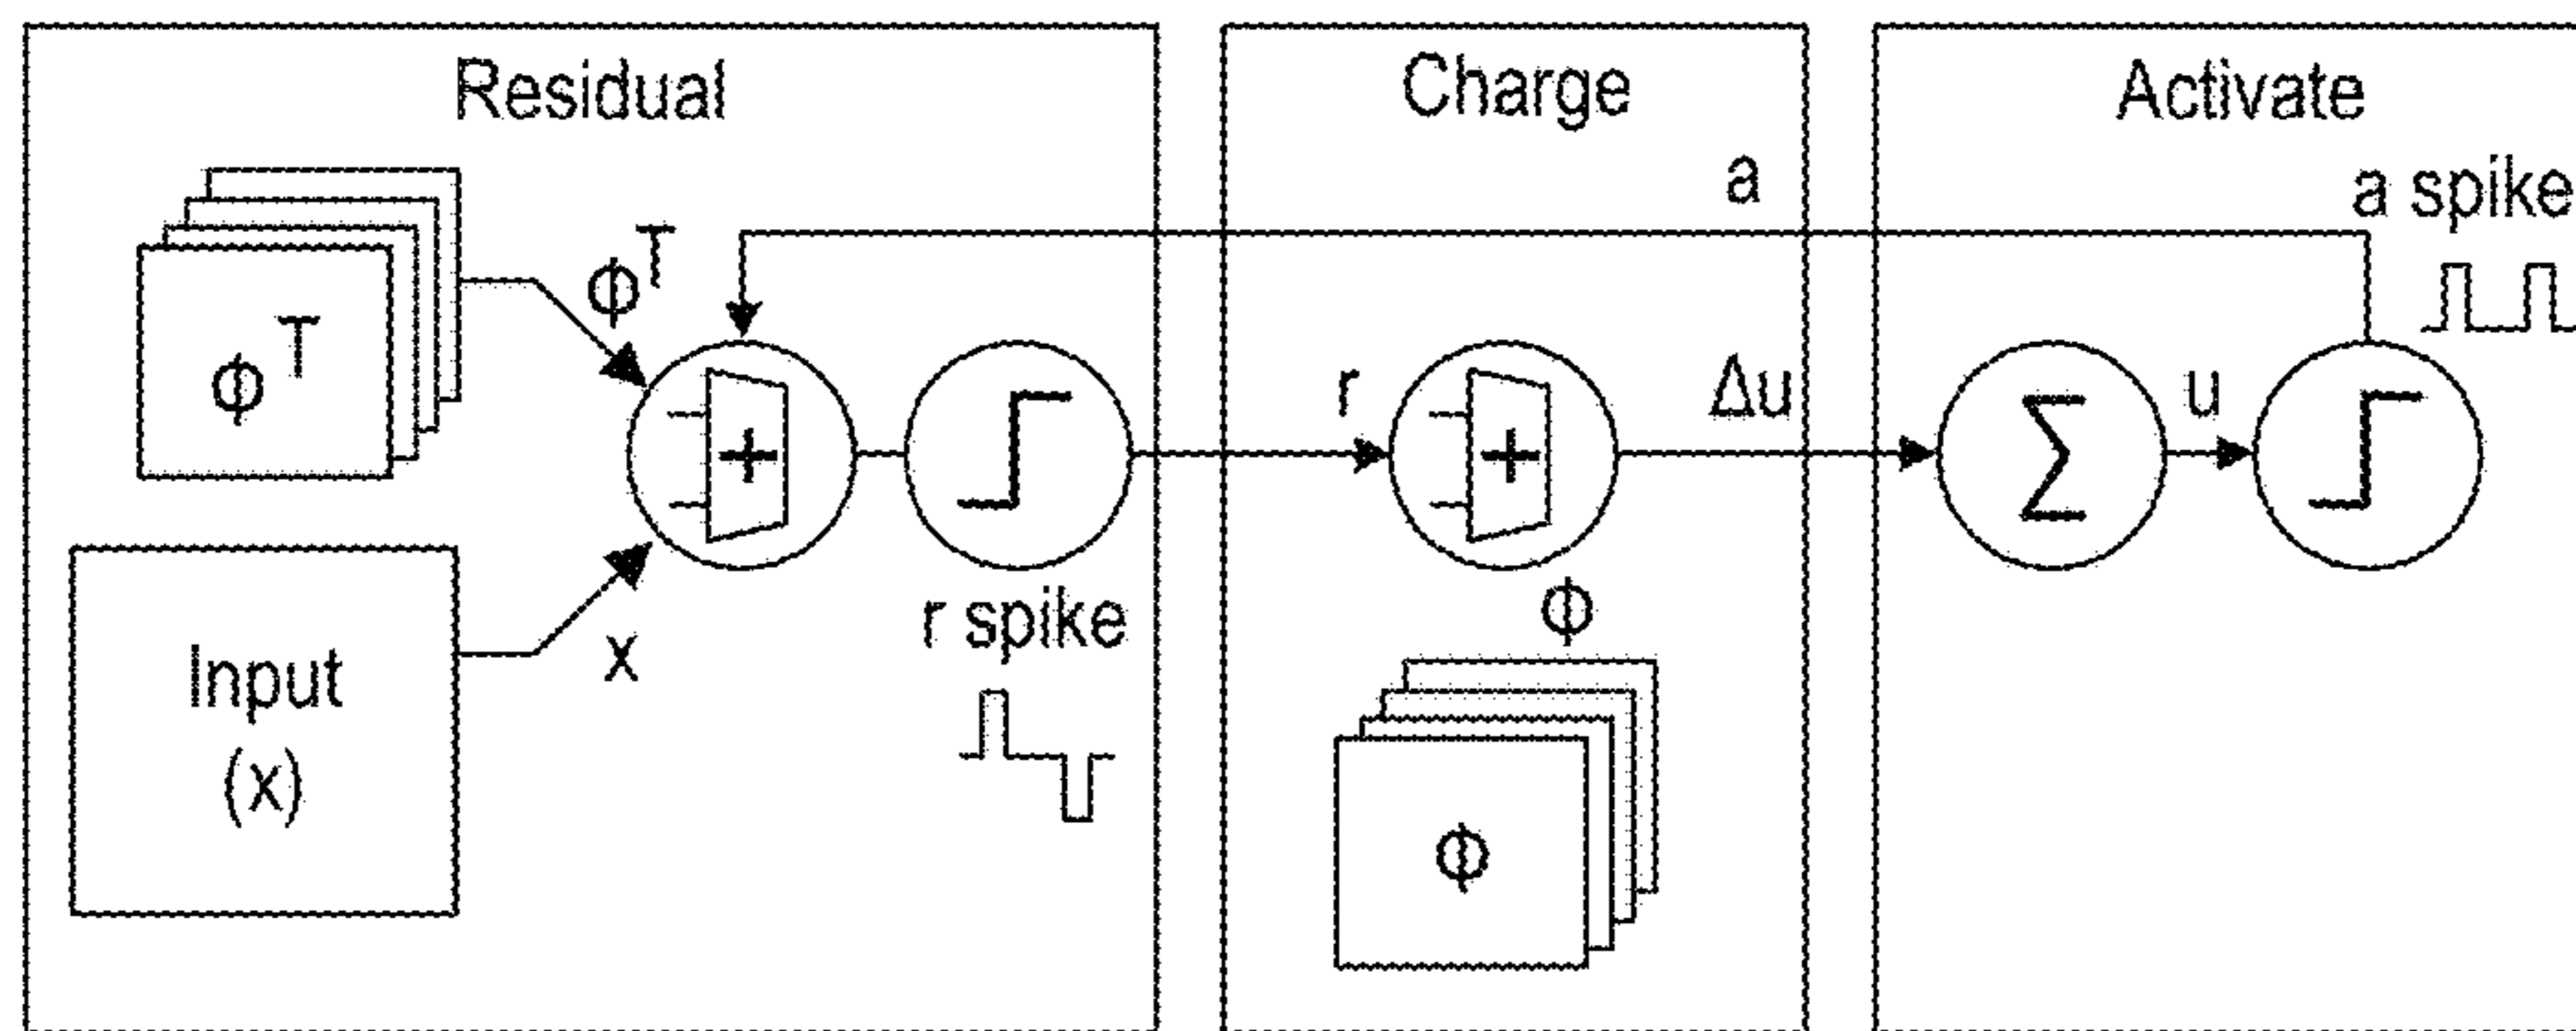 Residual
ϕT
ϕT
Input
(x)
x
+
r spike
Charge
a
r
+
Δu
ϕ
ϕ
Activate
a spike
Σ
u